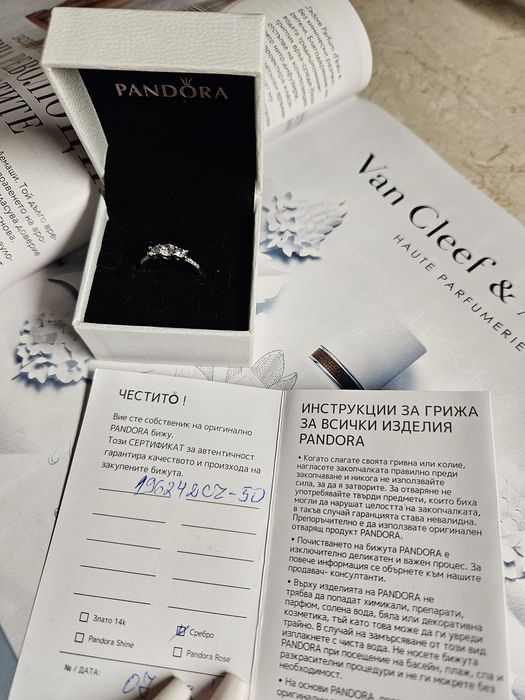 PANDORA
J'adore Parfum d'eau е
Van Cleef &
HAUTE PARFUMERIE
ЧЕСТИТО !
Вие сте собственик на оригинално
PANDORA бижу.
Този СЕРТИФИКАТ за автентичност
гарантира качеството и произхода на
закупените бижута.
196242CZ-50
Злато 14k
Сребро
Pandora Shine
Pandora Rose
№ / ДАТА:
07
ИНСТРУКЦИИ ЗА ГРИЖА
ЗА ВСИЧКИ ИЗДЕЛИЯ
PANDORA
• Когато слагате своята гривна или колие,
нагласете закопчалката правилно преди
закопчаване и никога не използвайте
сила, за да я затворите. За отваряне не
употребявайте твърди предмети, които биха
могли да нарушат целостта на закопчалката,
в такъв случай гаранцията става невалидна.
Препоръчително е да използвате оригинален
отварящ продукт PANDORA.
• Почистването на бижута PANDORA е
изключително деликатен и важен процес. За
повече информация се обърнете към нашите
продавач- консултанти.
• Върху изделията на PANDORA не
трябва да попадат химикали, препарати,
парфюм, солена вода, бяла или декоративна
козметика, тъй като това може да ги увреди
трайно. В случай на замърсяване от този вид
изплакнете с чиста вода. Не носете бижута
PANDORA при посещение на басейн, плаж, спа и
разкрасителни процедури и не ги мокрете без
необходимост.
• На основи PANDORA